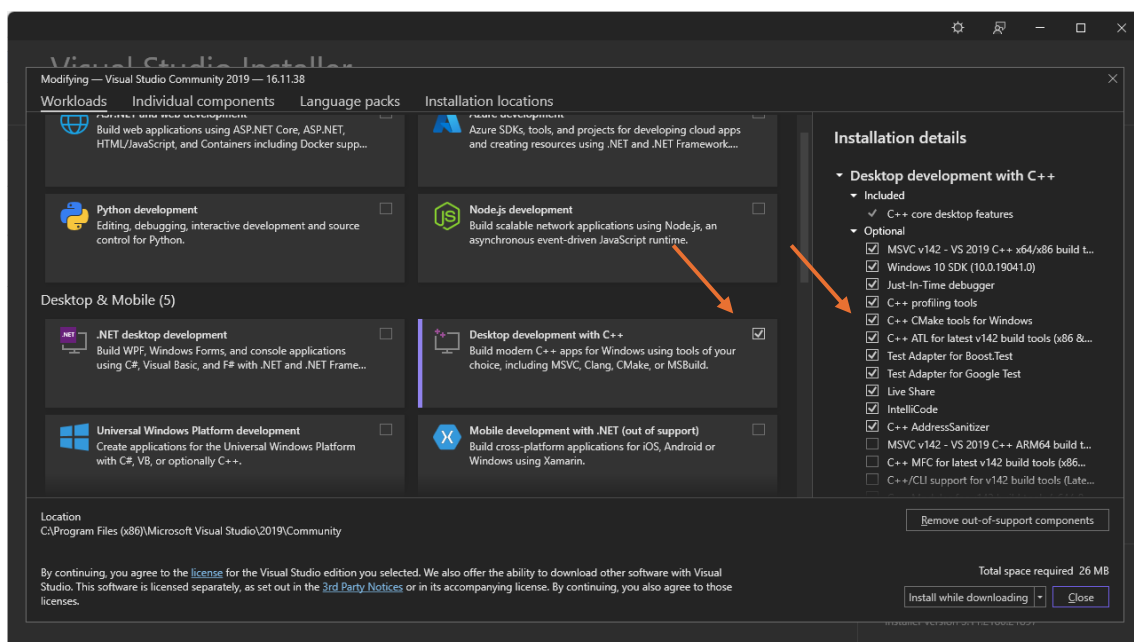 Visual Studio Installer
Modifying — Visual Studio Community 2019 — 16.11.38
Workloads Individual components Language packs Installation locations
ASP.NET and web development
Build web applications using ASP.NET Core, ASP.NET,
HTML/JavaScript, and Containers including Docker supp...
Azure development
Azure SDKs, tools, and projects for developing cloud apps
and creating resources using .NET and .NET Framework....
Python development
Editing, debugging, interactive development and source
control for Python.
Node.js development
Build scalable network applications using Node.js, an
asynchronous event-driven JavaScript runtime.
Desktop & Mobile (5)
.NET
.NET desktop development
Build WPF, Windows Forms, and console applications
using C#, Visual Basic, and F# with .NET and .NET Frame...
Desktop development with C++
Build modern C++ apps for Windows using tools of your
choice, including MSVC, Clang, CMake, or MSBuild.
Universal Windows Platform development
Create applications for the Universal Windows Platform
with C#, VB, or optionally C++.
Mobile development with .NET (out of support)
Build cross-platform applications for iOS, Android or
Windows using Xamarin.
Installation details
Desktop development with C++
Included
C++ core desktop features
Optional
MSVC v142 - VS 2019 C++ x64/x86 build t...
Windows 10 SDK (10.0.19041.0)
Just-In-Time debugger
C++ profiling tools
C++ CMake tools for Windows
C++ ATL for latest v142 build tools (x86 &...
Test Adapter for Boost.Test
Test Adapter for Google Test
Live Share
IntelliCode
C++ AddressSanitizer
MSVC v142 - VS 2019 C++ ARM64 build t...
C++ MFC for latest v142 build tools (x86...
C++/CLI support for v142 build tools (Late...
Location
C:\Program Files (x86)\Microsoft Visual Studio\2019\Community
Remove out-of-support components
By continuing, you agree to the license for the Visual Studio edition you selected. We also offer the ability to download other software with Visual
Studio. This software is licensed separately, as set out in the 3rd Party Notices or in its accompanying license. By continuing, you also agree to those
licenses.
Total space required 26 MB
Install while downloading
Close